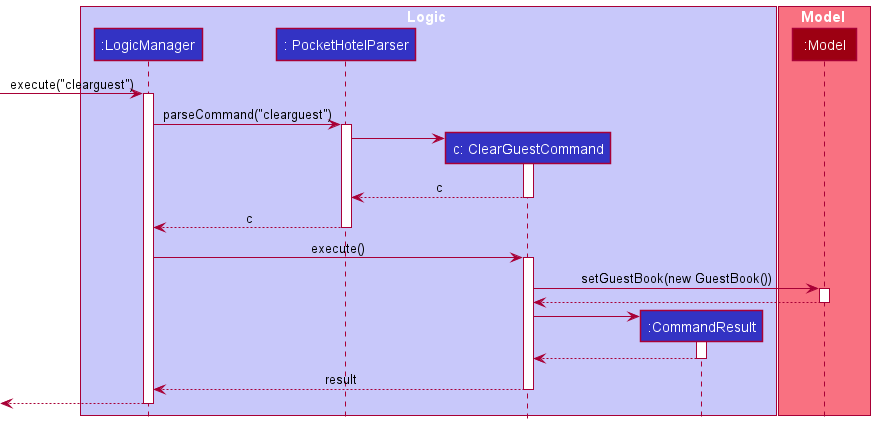 Logic
Model
:LogicManager
: PocketHotelParser
:Model
execute("clearguest")
parseCommand("clearguest")
c: ClearGuestCommand
c
c
execute()
setGuestBook(new GuestBook())
:CommandResult
result